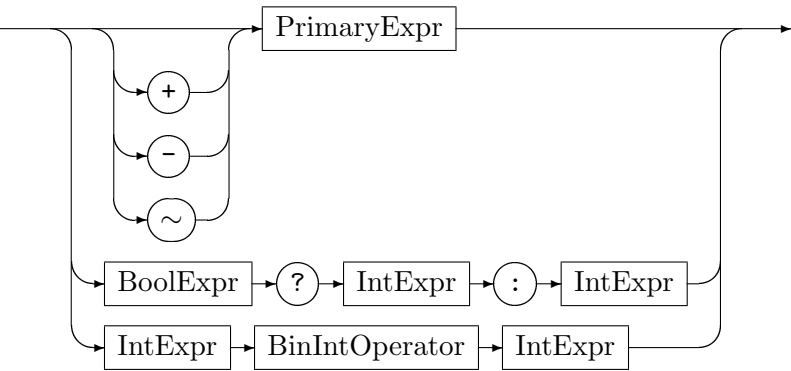 PrimaryExpr
+
-
~
BoolExpr ? IntExpr : IntExpr
IntExpr BinIntOperator IntExpr